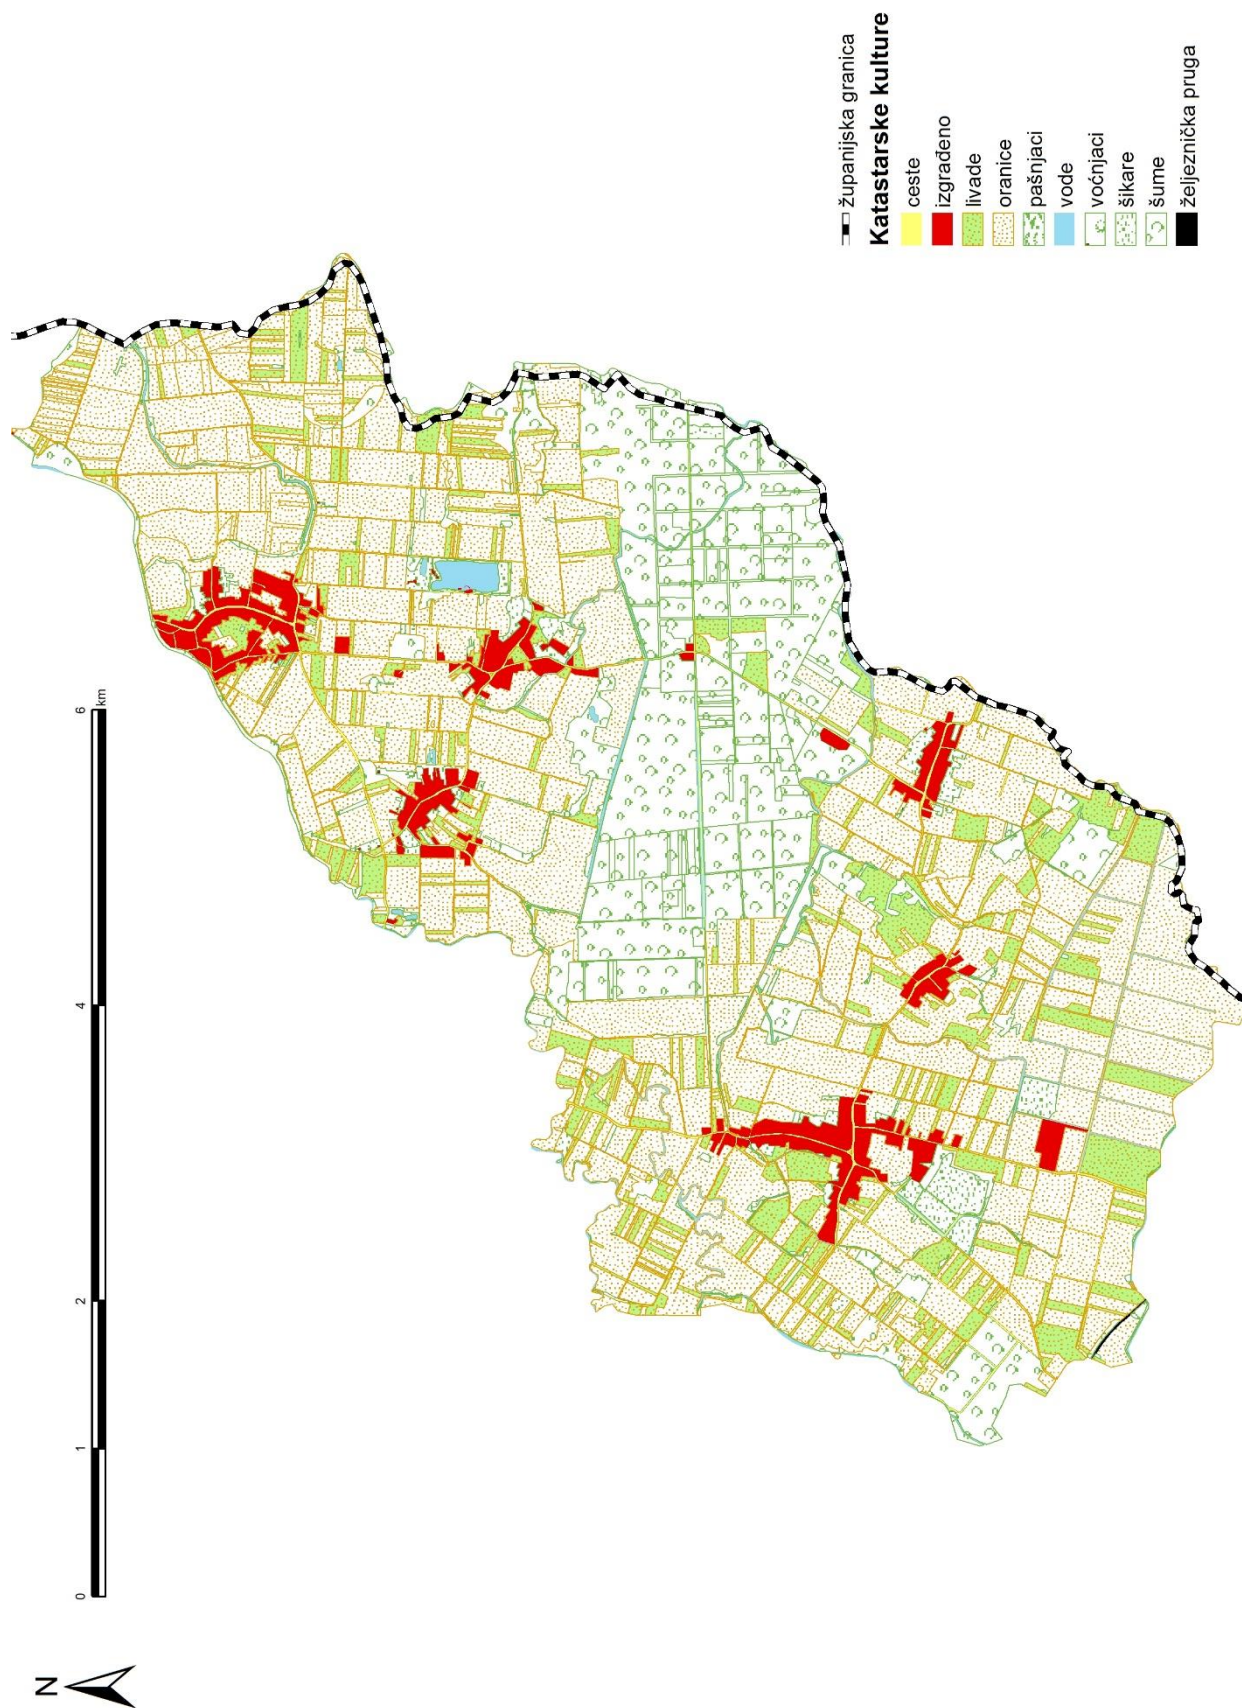 N
0 1 2 4 6
km
županijska granica
Katastarske kulture
ceste
izgrađeno
livade
oranice
pašnjaci
vode
voćnjaci
šikare
šume
željeznička pruga